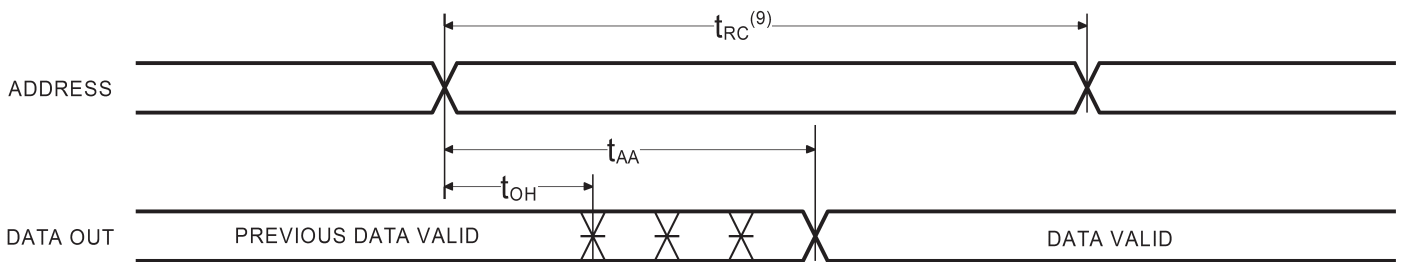 tRC(9)
ADDRESS
tAA
tOH
DATA OUT
PREVIOUS DATA VALID
DATA VALID